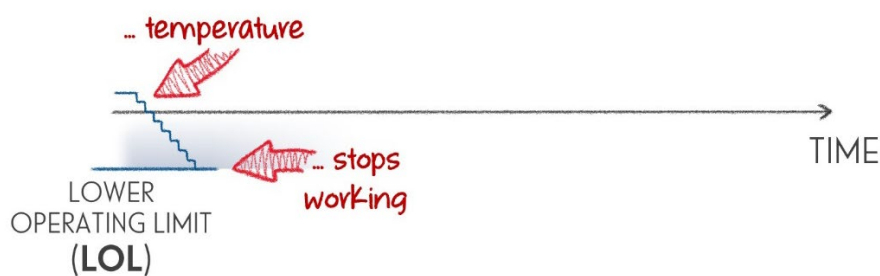 ... temperature
TIME
... stops
working
LOWER
OPERATING LIMIT
(LOL)